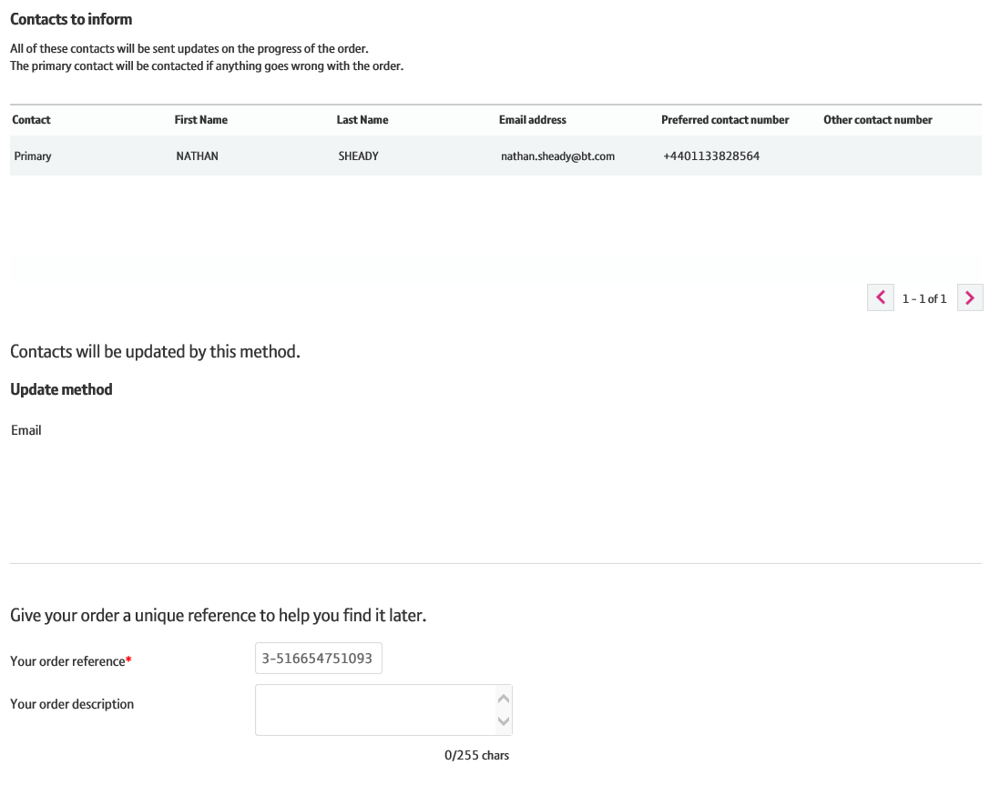 Contacts to inform
All of these contacts will be sent updates on the progress of the order.
The primary contact will be contacted if anything goes wrong with the order.
Contact First Name Last Name Email address Preferred contact number Other contact number
Primary NATHAN SHEADY nathan.sheady@bt.com +4401133828564
1 - 1 of 1
Contacts will be updated by this method.
Update method
Email
Give your order a unique reference to help you find it later.
Your order reference* 3-516654751093
Your order description
0/255 chars